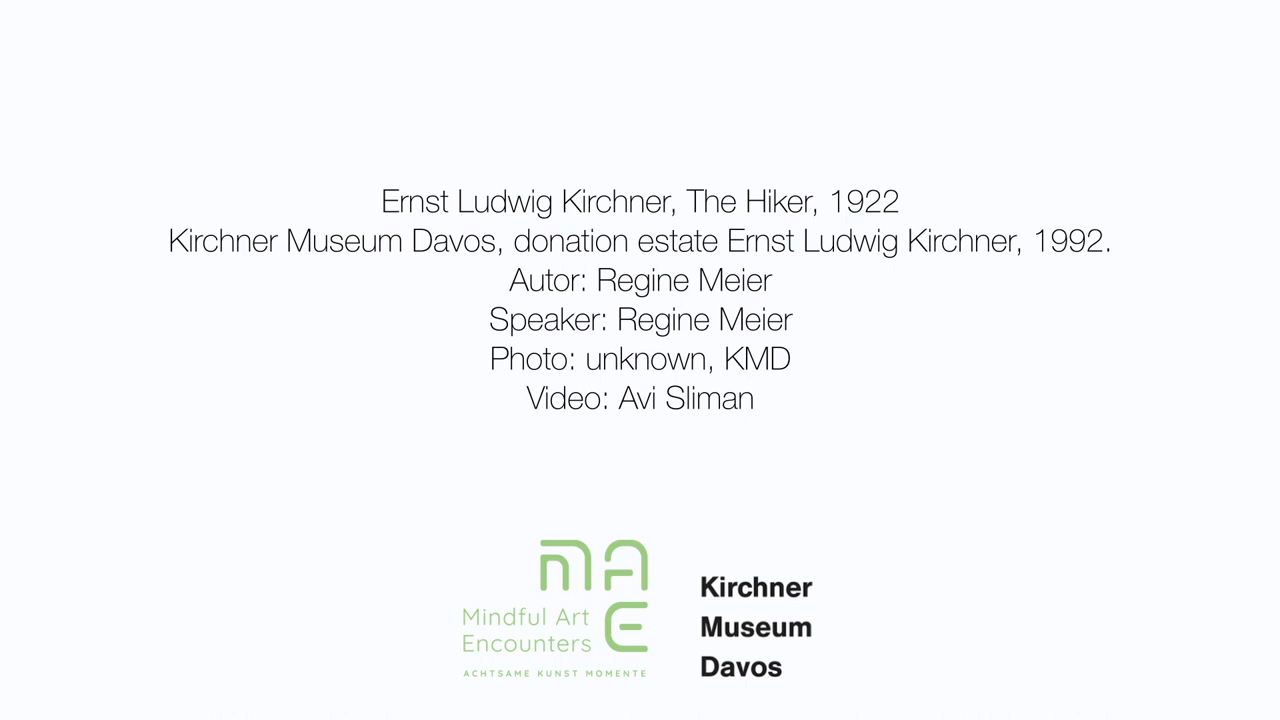 Ernst Ludwig Kirchner, The Hiker, 1922
Kirchner Museum Davos, donation estate Ernst Ludwig Kirchner, 1992.
Autor: Regine Meier
Speaker: Regine Meier
Photo: unknown, KMD
Video: Avi Sliman
MA
E
Mindful Art
Encounters
ACHTSAME KUNST MOMENTE
Kirchner
Museum
Davos